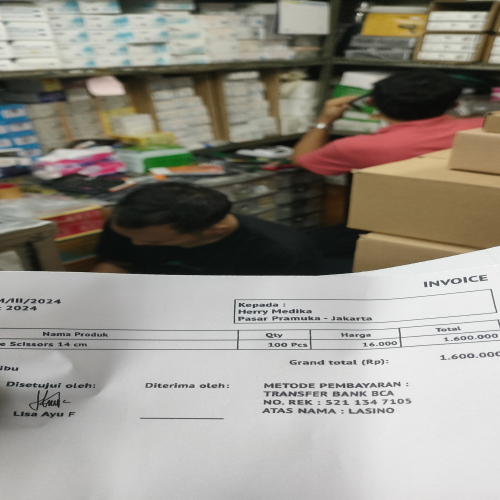 INVOICE
M/III/2024
2024
Kepada :
Herry Medika
Pasar Pramuka - Jakarta
Nama Produk Qty Harga Total
Scissors 14 cm 100 Pcs 16.000 1.600.000
Grand total (Rp): 1.600.000
ibu
Disetujui oleh: Diterima oleh:
Lisa Ayu F
METODE PEMBAYARAN :
TRANSFER BANK BCA
NO. REK : 521 134 7105
ATAS NAMA : LASINO